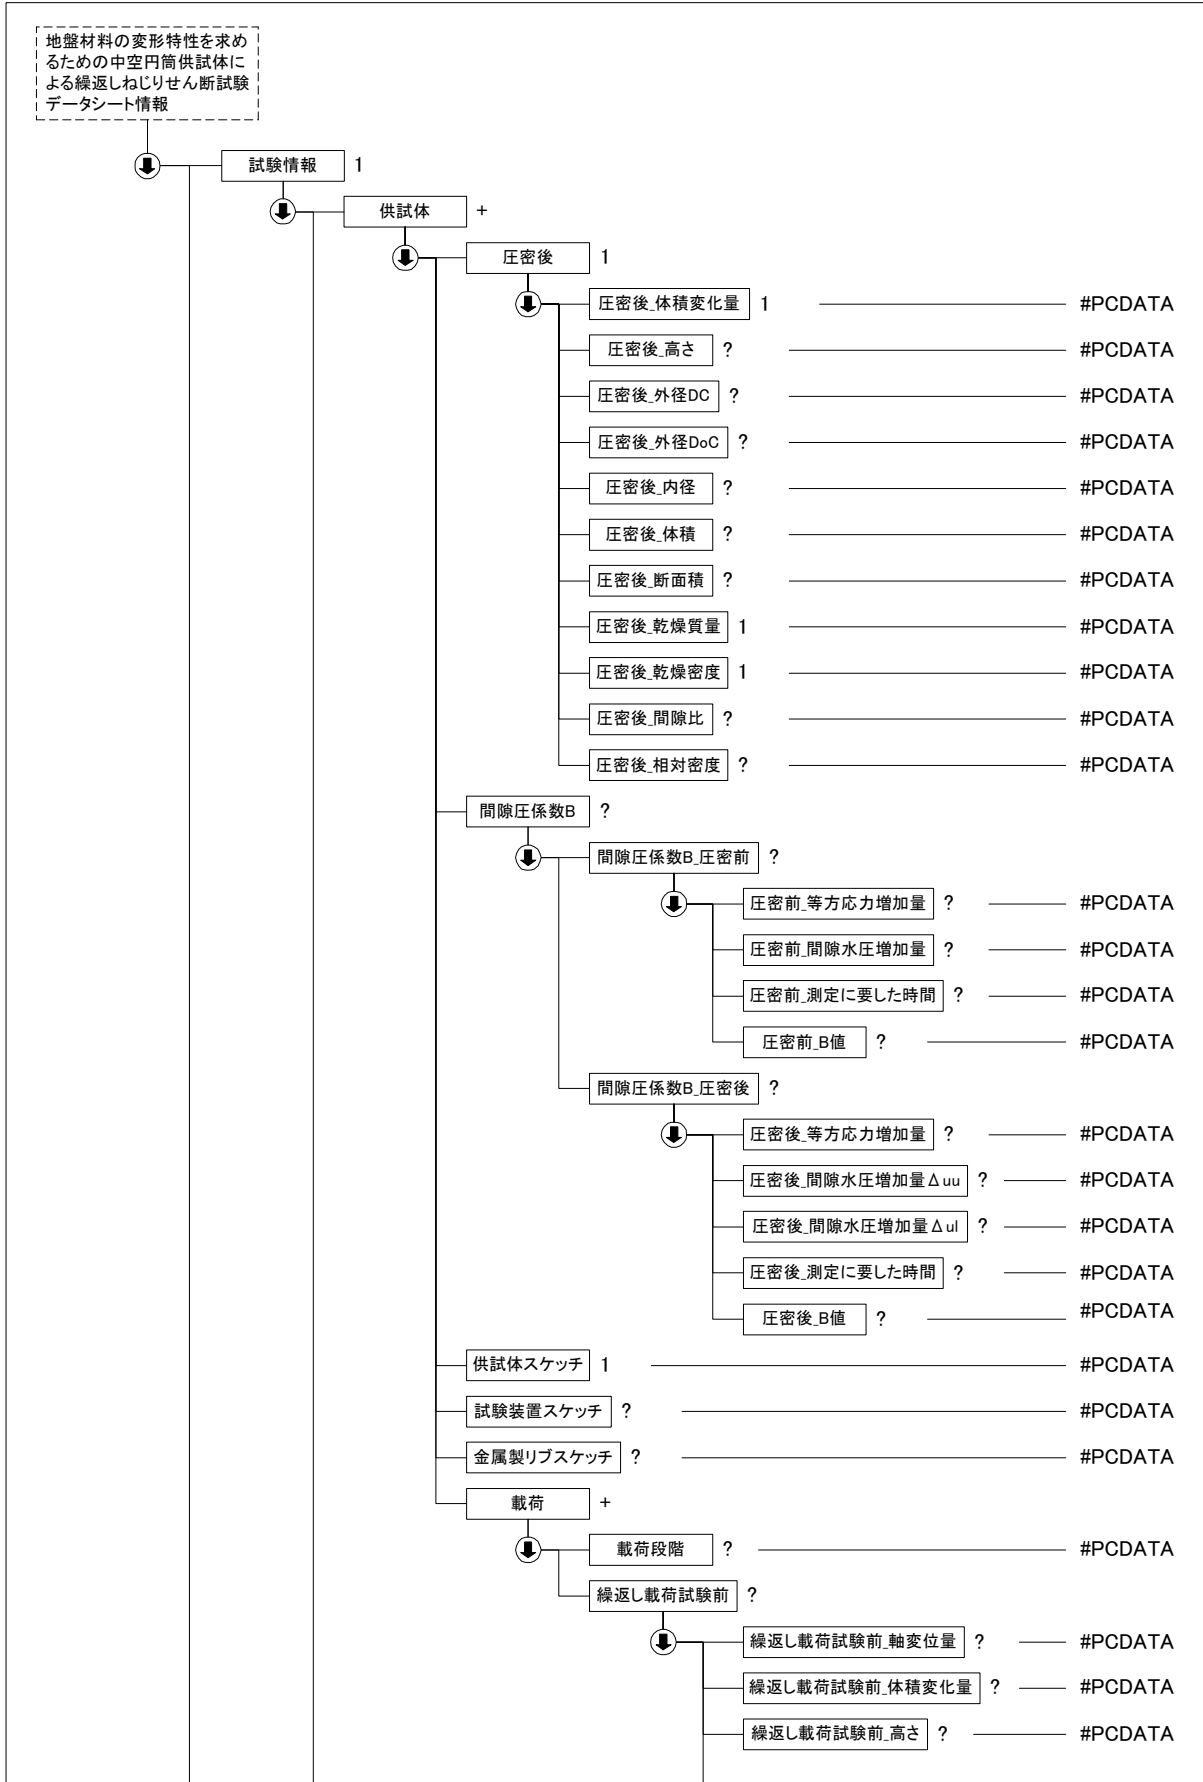 地盤材料の変形特性を求め
るための中空円筒供試体に
よる繰返しねじりせん断試験
データシート情報
試験情報 1
供試体 +
圧密後 1
圧密後_体積変化量 1 #PCDATA
圧密後_高さ ? #PCDATA
圧密後_外径DC ? #PCDATA
圧密後_外径DoC ? #PCDATA
圧密後_内径 ? #PCDATA
圧密後_体積 ? #PCDATA
圧密後_断面積 ? #PCDATA
圧密後_乾燥質量 1 #PCDATA
圧密後_乾燥密度 1 #PCDATA
圧密後_間隙比 ? #PCDATA
圧密後_相対密度 ? #PCDATA
間隙圧係数B ?
間隙圧係数B_圧密前 ?
圧密前_等方応力増加量 ? #PCDATA
圧密前_間隙水圧増加量 ? #PCDATA
圧密前_測定に要した時間 ? #PCDATA
圧密前_B値 ? #PCDATA
間隙圧係数B_圧密後 ?
圧密後_等方応力増加量 ? #PCDATA
圧密後_間隙水圧増加量Δuu ? #PCDATA
圧密後_間隙水圧増加量Δul ? #PCDATA
圧密後_測定に要した時間 ? #PCDATA
圧密後_B値 ? #PCDATA
供試体スケッチ 1 #PCDATA
試験装置スケッチ ? #PCDATA
金属製リブスケッチ ? #PCDATA
載荷 +
載荷段階 ? #PCDATA
繰返し載荷試験前 ?
繰返し載荷試験前_軸変位量 ? #PCDATA
繰返し載荷試験前_体積変化量 ? #PCDATA
繰返し載荷試験前_高さ ? #PCDATA